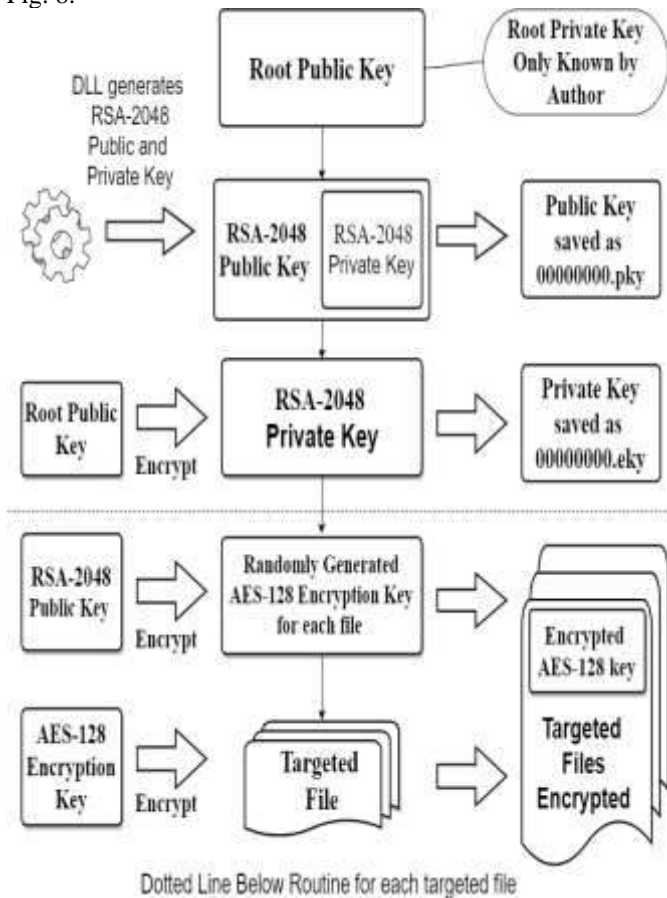 Fig. 8.
Root Public Key
Root Private Key
Only Known by
Author
DLL generates
RSA-2048
Public and
Private Key
RSA-2048
Public Key
RSA-2048
Private Key
Public Key
saved as
00000000.pky
Root Public
Key
Encrypt
RSA-2048
Private Key
Private Key
saved as
00000000.eky
RSA-2048
Public Key
Encrypt
Randomly Generated
AES-128 Encryption Key
for each file
Encrypted
AES-128 key
Targeted
Files
Encrypted
AES-128
Encryption
Key
Encrypt
Targeted
File
Dotted Line Below Routine for each targeted file